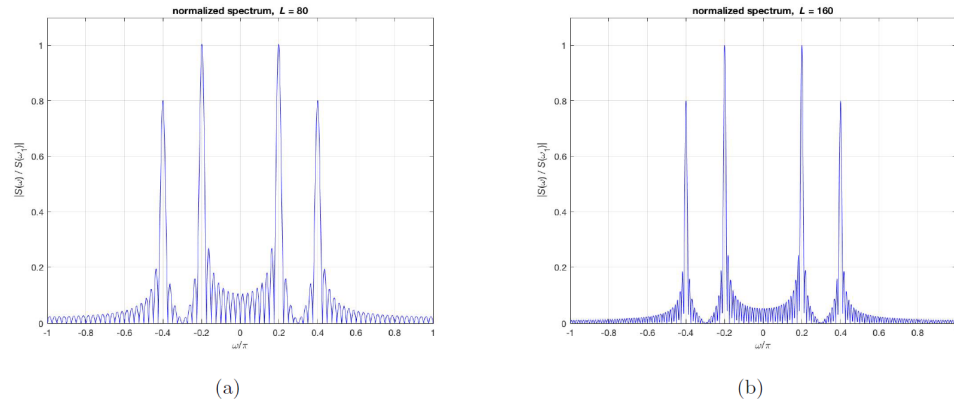 normalized spectrum, L = 80
|S(ω) / S(ω₁)|
1
0.8
0.6
0.4
0.2
0
-1 -0.8 -0.6 -0.4 -0.2 0 0.2 0.4 0.6 0.8 1
ω/π
(a)
normalized spectrum, L = 160
|S(ω) / S(ω₁)|
1
0.8
0.6
0.4
0.2
0
-1 -0.8 -0.6 -0.4 -0.2 0 0.2 0.4 0.6 0.8
ω/π
(b)